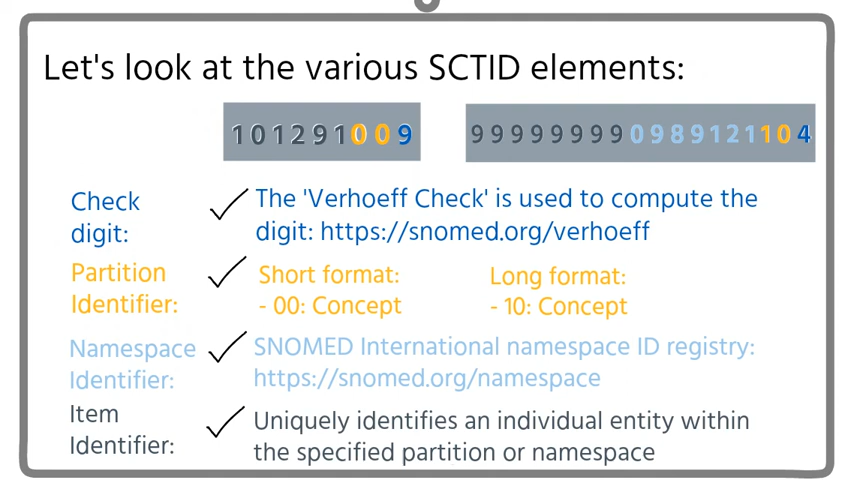 Let's look at the various SCTID elements:
101291009
999999990989121104
Check
digit:
The 'Verhoeff Check' is used to compute the
digit: https://snomed.org/verhoeff
Partition
Identifier:
Short format:
- 00: Concept
Long format:
- 10: Concept
Namespace
Identifier:
SNOMED International namespace ID registry:
https://snomed.org/namespace
Item
Identifier:
Uniquely identifies an individual entity within
the specified partition or namespace